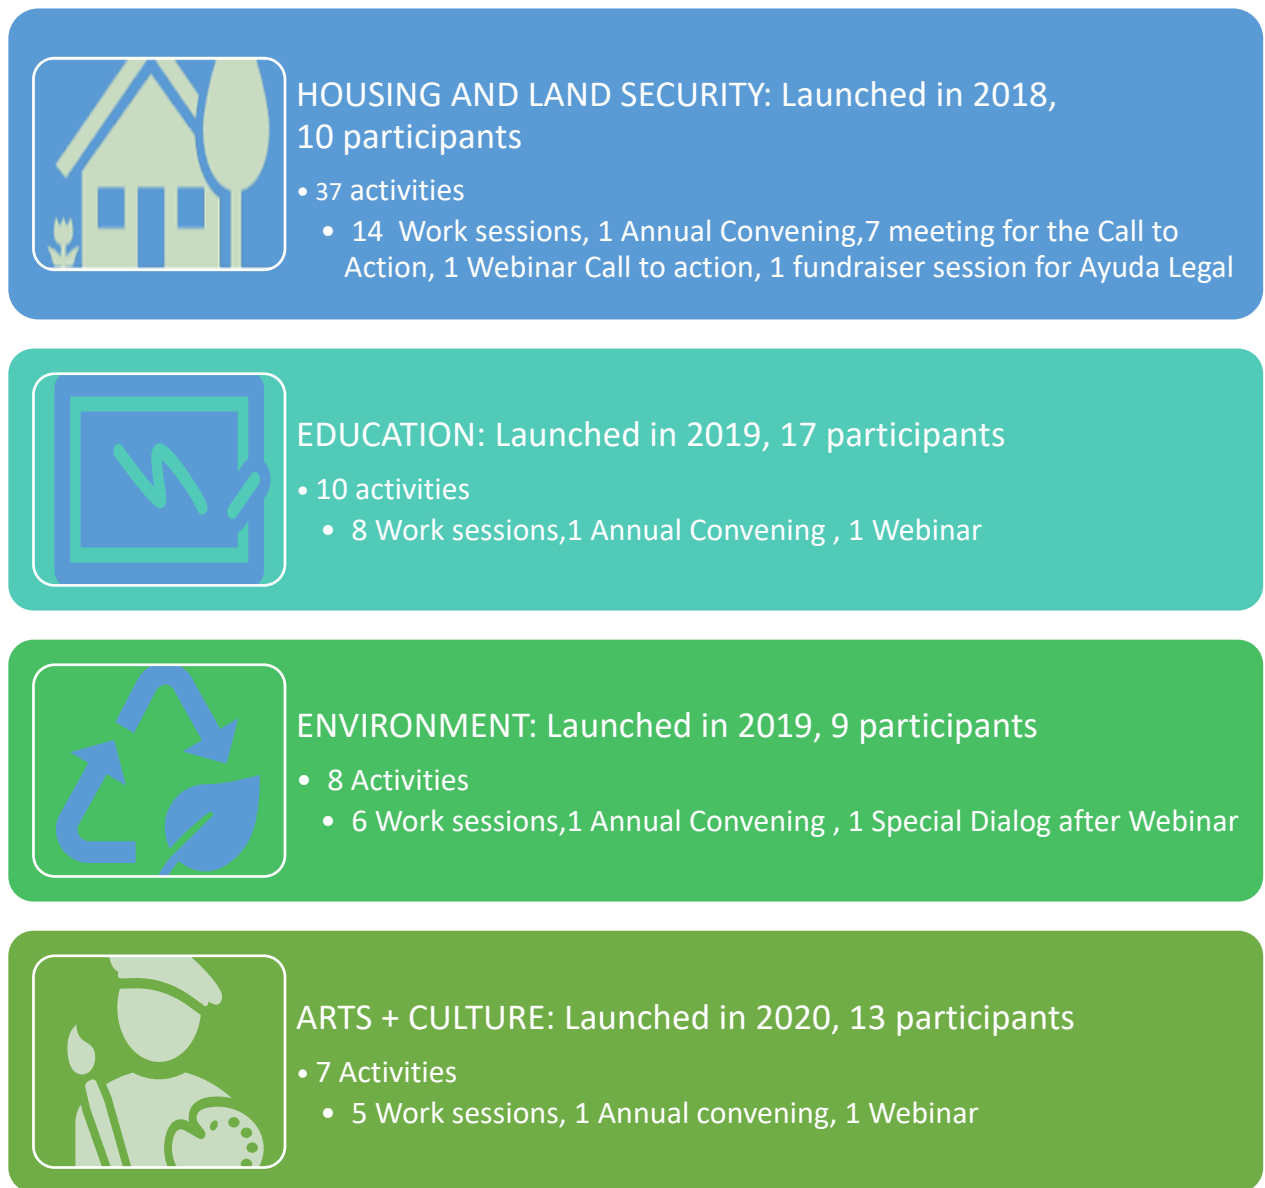 HOUSING AND LAND SECURITY: Launched in 2018,
10 participants
• 37 activities
• 14 Work sessions, 1 Annual Convening,7 meeting for the Call to
Action, 1 Webinar Call to action, 1 fundraiser session for Ayuda Legal
EDUCATION: Launched in 2019, 17 participants
• 10 activities
• 8 Work sessions,1 Annual Convening , 1 Webinar
ENVIRONMENT: Launched in 2019, 9 participants
• 8 Activities
• 6 Work sessions,1 Annual Convening , 1 Special Dialog after Webinar
ARTS + CULTURE: Launched in 2020, 13 participants
• 7 Activities
• 5 Work sessions, 1 Annual convening, 1 Webinar